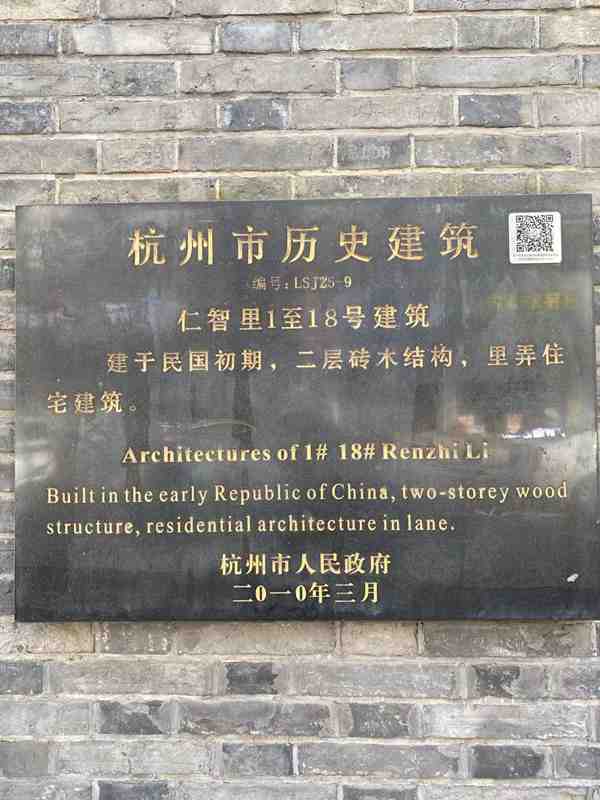 杭州市历史建筑
编号:LSJZ5-9
仁智里1至18号建筑
建于民国初期，二层砖木结构，里弄住
宅建筑。
Architectures of 1# 18# Renzhi Li
Built in the early Republic of China, two-storey wood
structure, residential architecture in lane.
杭州市人民政府
二0一0年三月